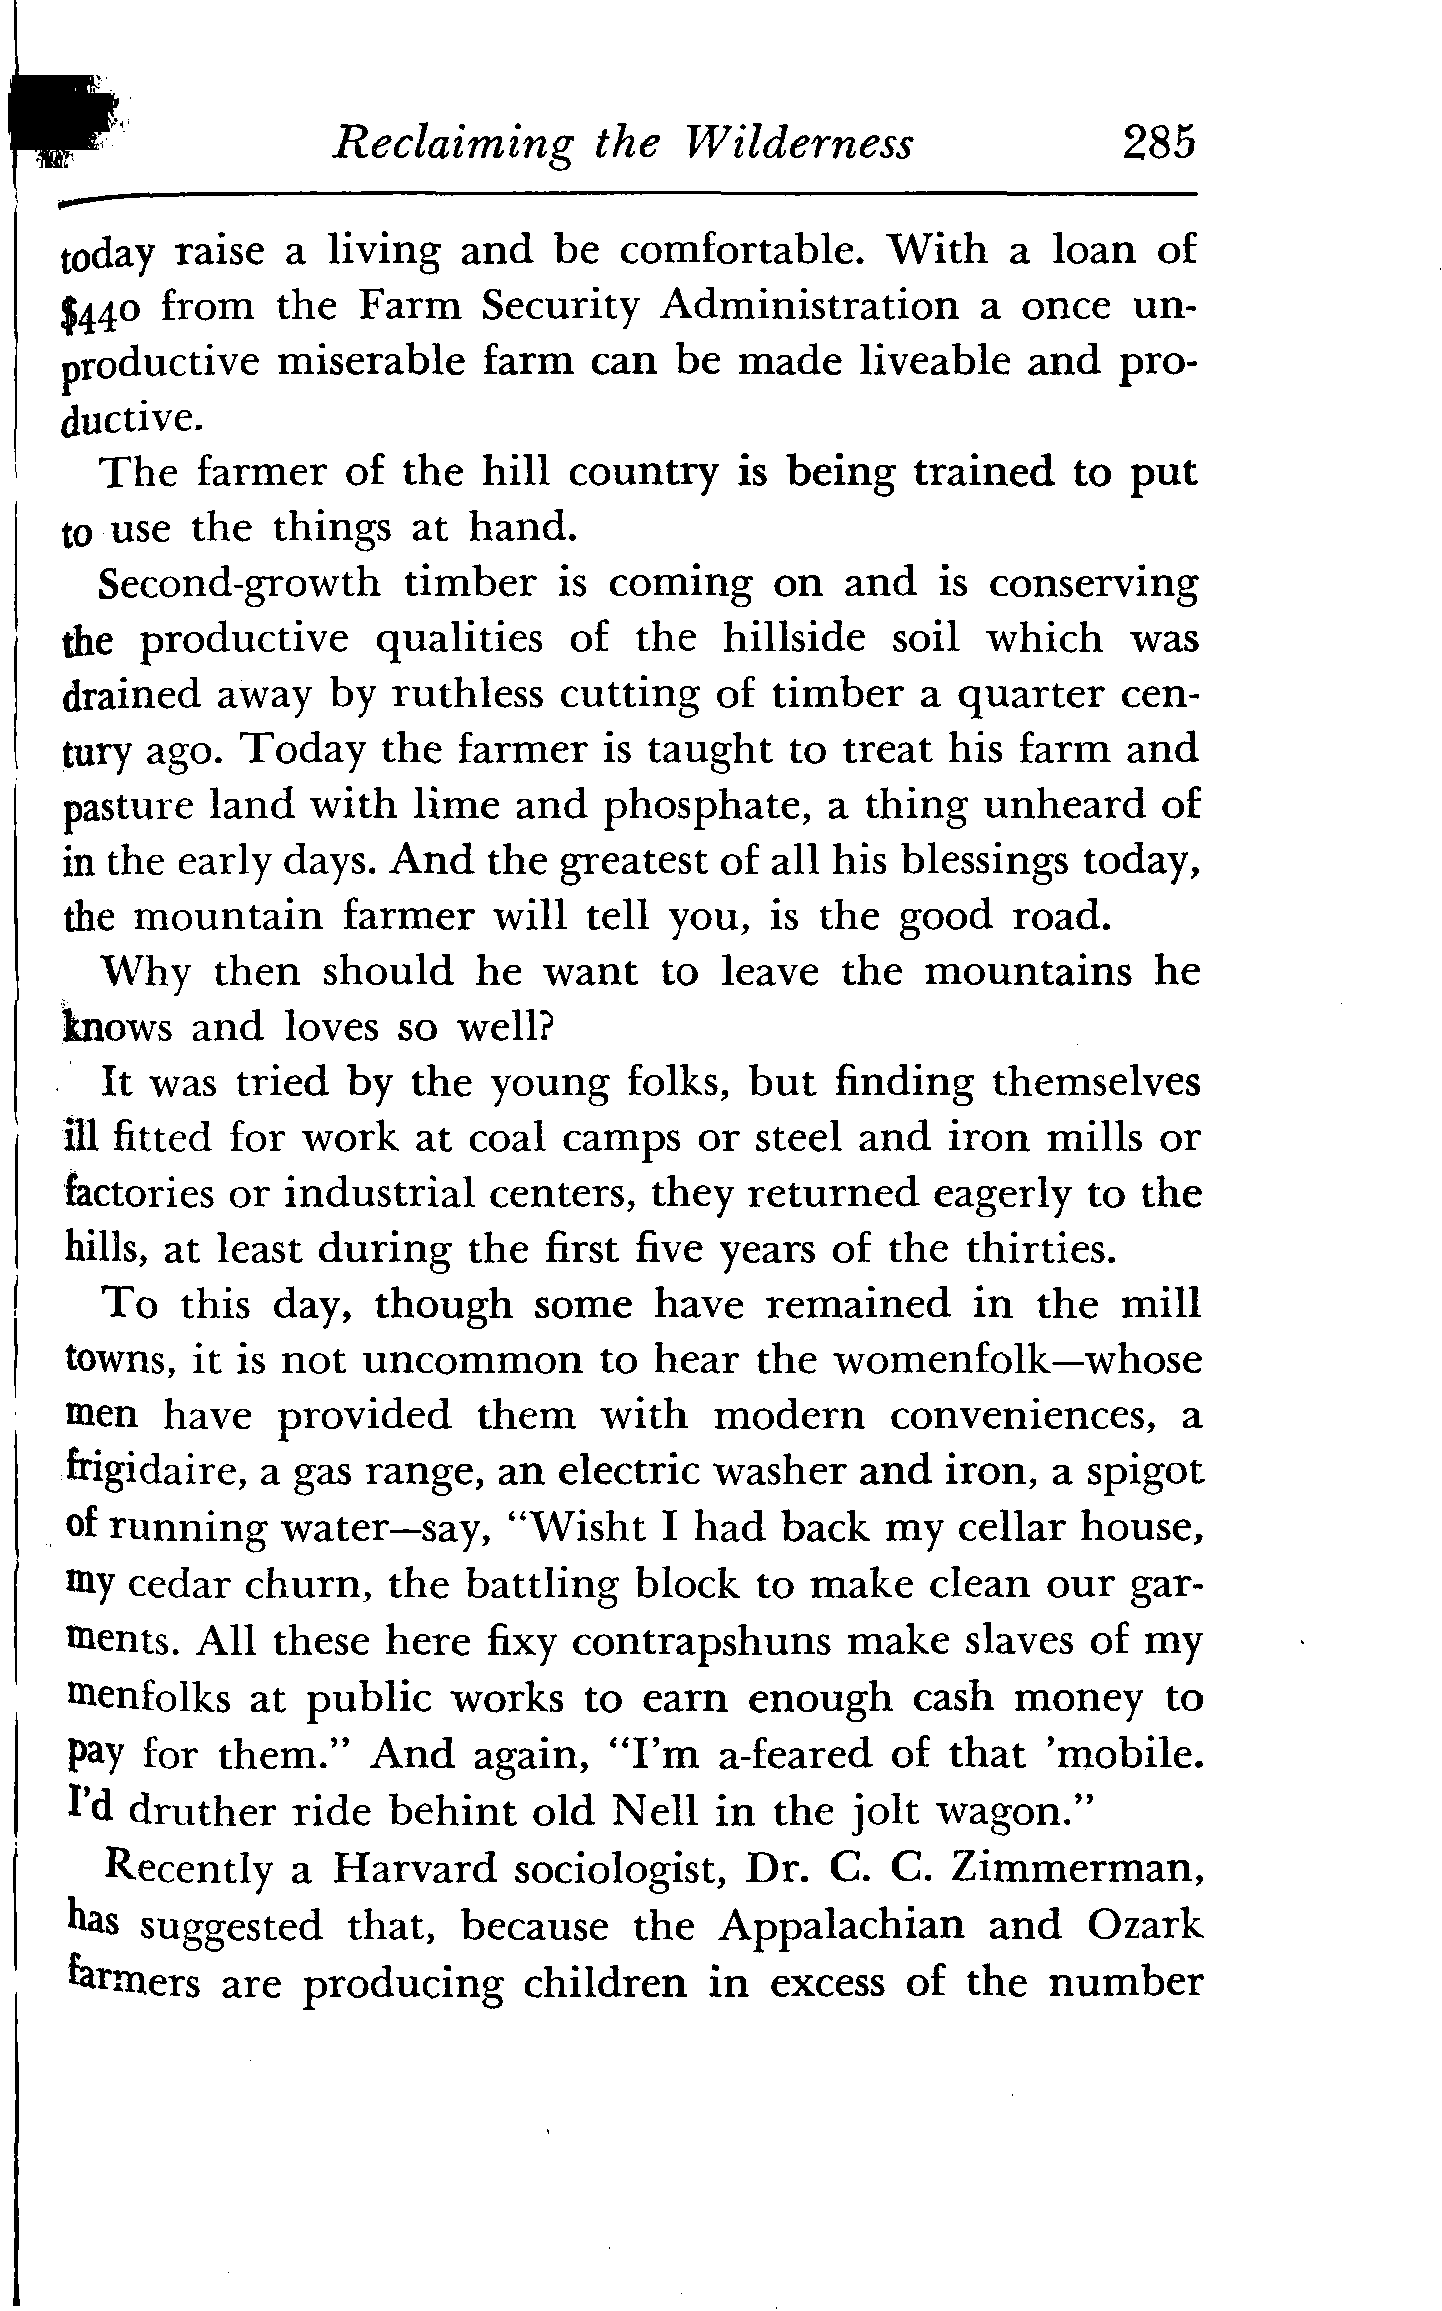 Reclaiming the Wilderness 285
today raise a living and be comfortable. With a loan of
$440 from the Farm Security Administration a once un-
productive miserable farm can be made liveable and pro-
ductive.
The farmer of the hill country is being trained to put
to use the things at hand.
Second-growth timber is coming on and is conserving
the productive qualities of the hillside soil which was
drained away by ruthless cutting of timber a quarter cen-
tury ago. Today the farmer is taught to treat his farm and
pasture land with lime and phosphate, a thing unheard of
in the early days. And the greatest of all his blessings today,
the mountain farmer will tell you, is the good road.
Why then should he want to leave the mountains he
knows and loves so well?
It was tried by the young folks, but finding themselves
ill fitted for work at coal camps or steel and iron mills or
factories or industrial centers, they returned eagerly to the
hills, at least during the first five years of the thirties.
To this day, though some have remained in the mill
towns, it is not uncommon to hear the womenfolk—whose
men have provided them with modern conveniences, a
frigidaire, a gas range, an electric washer and iron, a spigot
of running water—say, "Wisht I had back my cellar house,
my cedar churn, the battling block to make clean our gar-
ments. All these here fixy contrapshuns make slaves of my
menfolks at public works to earn enough cash money to
pay for them." And again, "I'm a-feared of that 'mobile.
I'd druther ride behint old Nell in the jolt wagon."
Recently a Harvard sociologist, Dr. C. C. Zimmerman,
has suggested that, because the Appalachian and Ozark
farmers are producing children in excess of the number